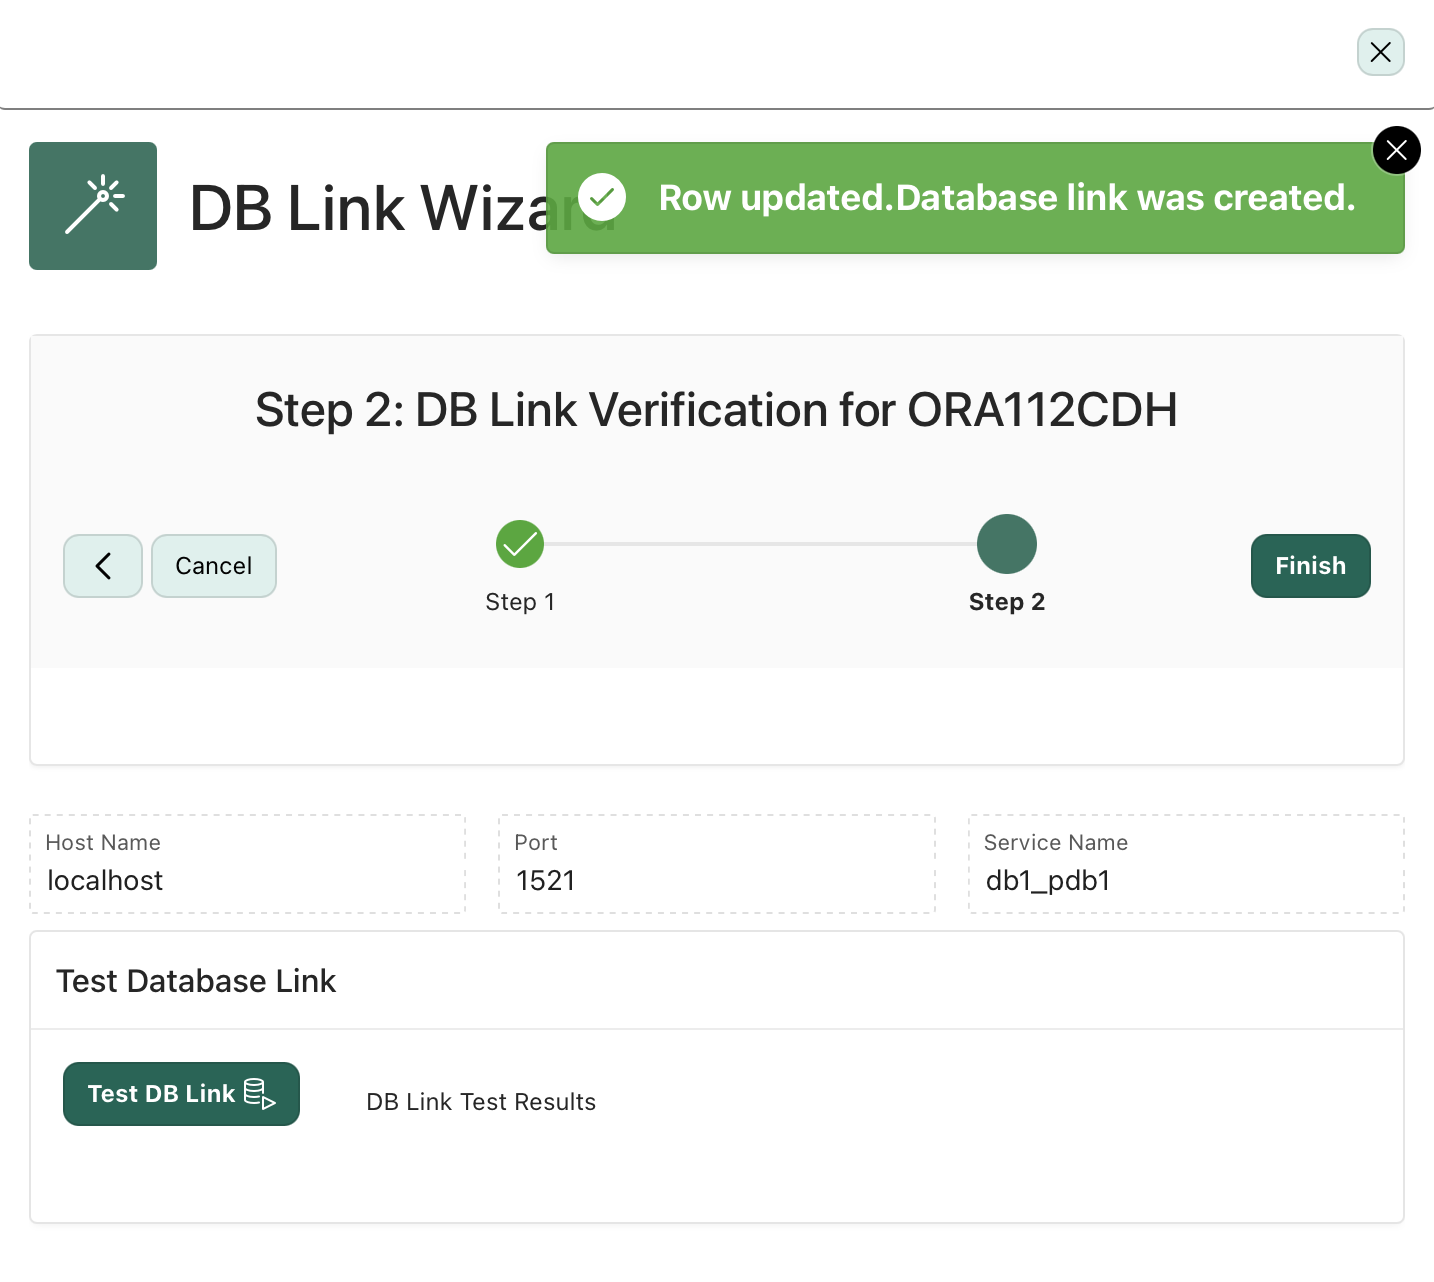 DB Link Wizard
Row updated.Database link was created.
Step 2: DB Link Verification for ORA112CDH
Cancel
Step 1
Step 2
Finish
Host Name
localhost
Port
1521
Service Name
db1_pdb1
Test Database Link
Test DB Link
DB Link Test Results